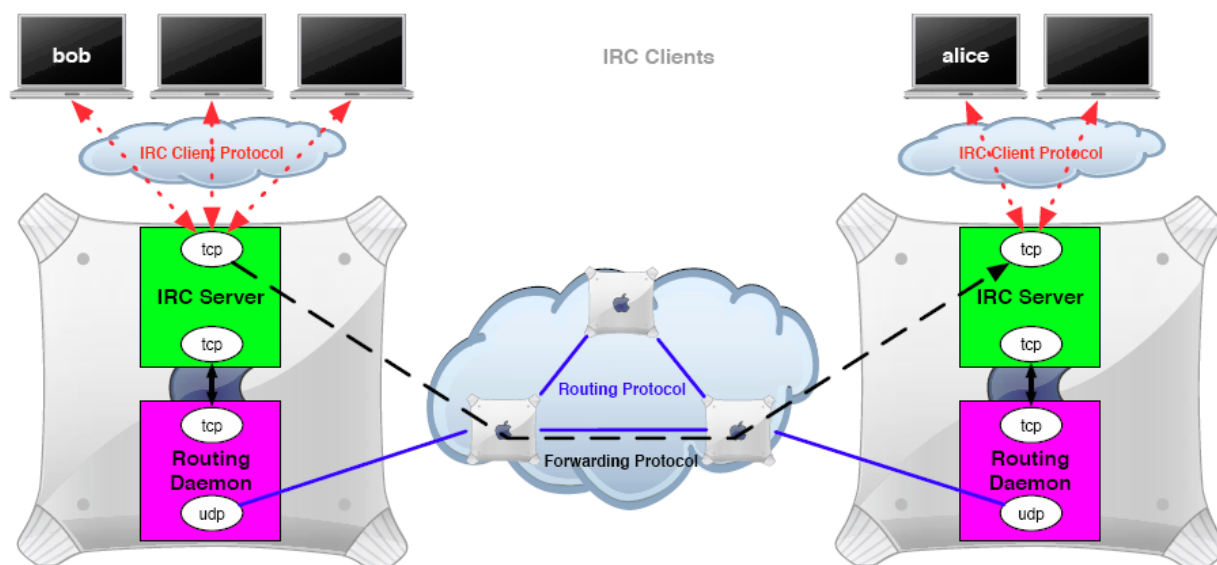 bob
IRC Clients
alice
IRC Client Protocol
IRC Client Protocol
tcp
IRC Server
tcp
tcp
Routing
Daemon
udp
Routing Protocol
Forwarding Protocol
tcp
IRC Server
tcp
tcp
Routing
Daemon
udp